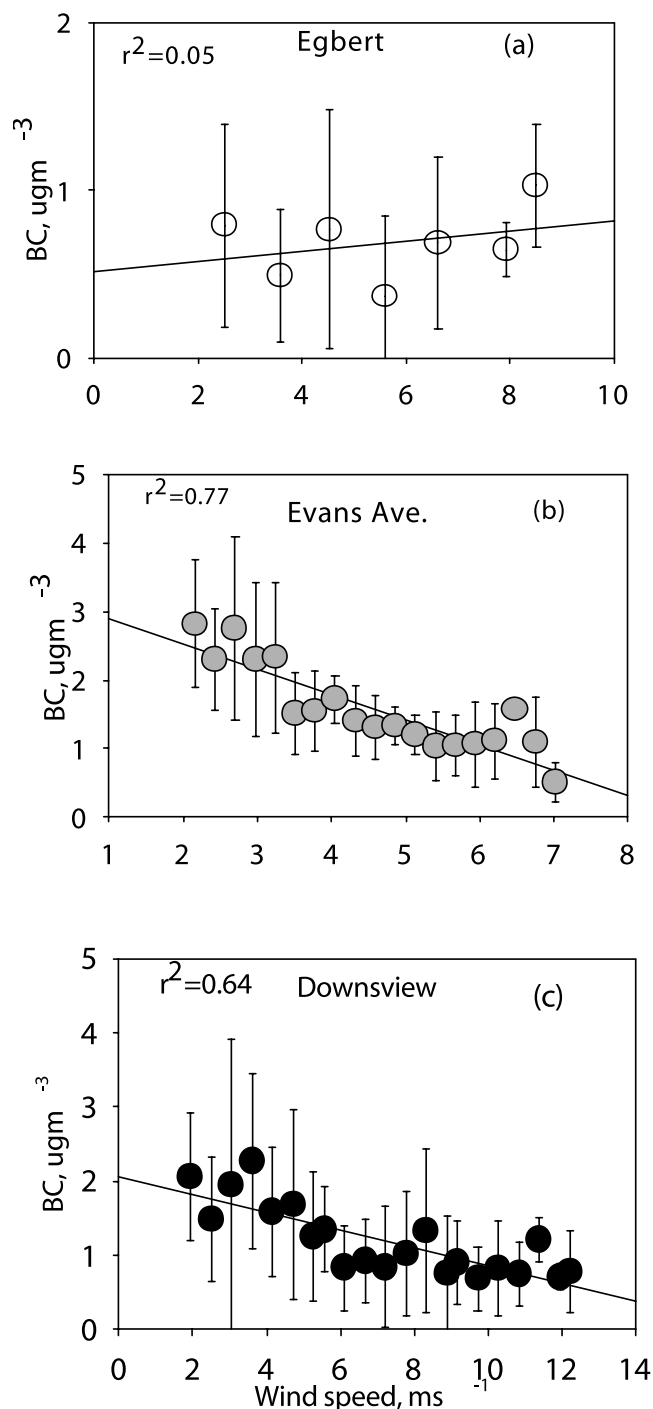 2
r2=0.05
Egbert
(a)
BC, ugm -3
1
0
0 2 4 6 8 10
5
r2=0.77
Evans Ave.
(b)
4
BC, ugm -3
3
2
1
0
1 2 3 4 5 6 7 8
5
r2=0.64
Downsview
(c)
4
BC, ugm -3
3
2
1
0
0 2 4 6 8 10 12 14
Wind speed, ms -1